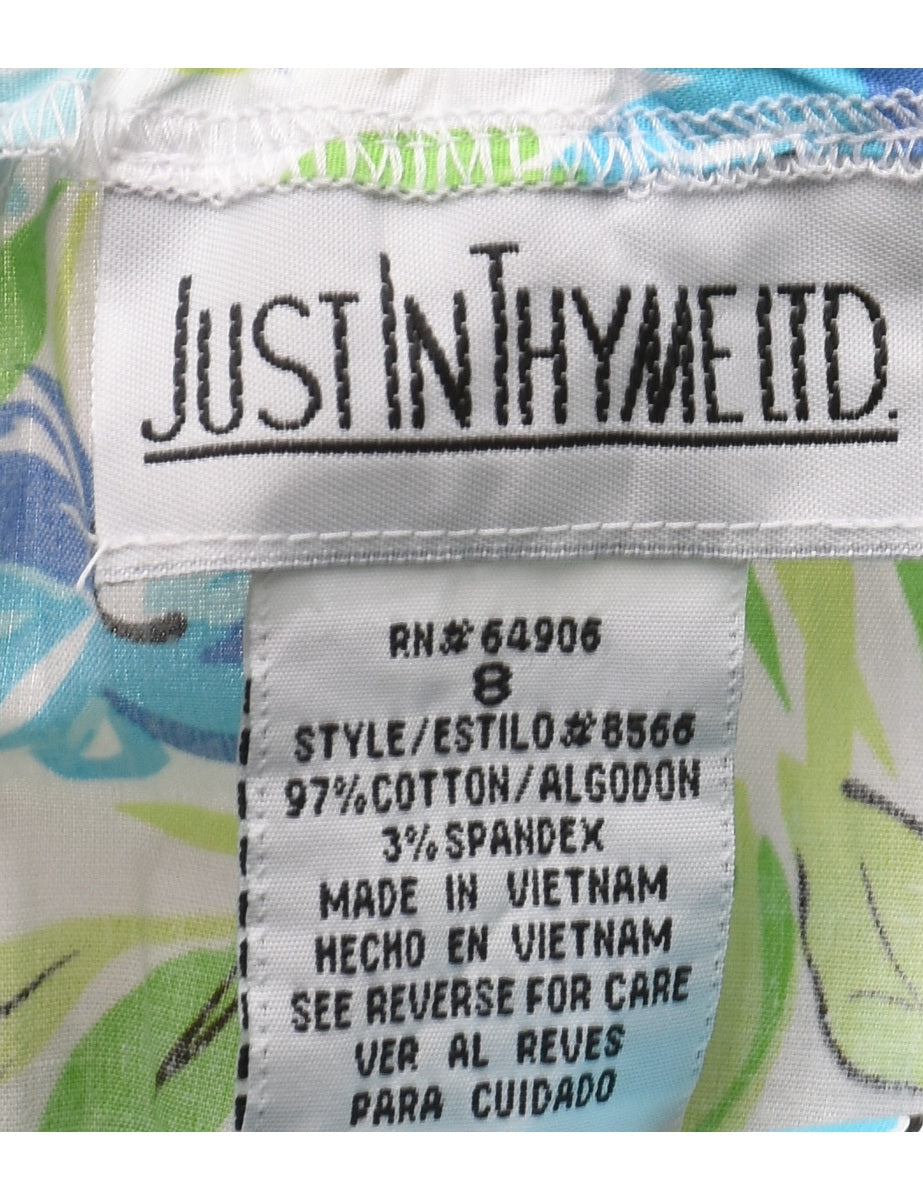 JUST IN THYME LTD.
RN#64906
8
STYLE/ESTILO#8566
97%COTTON/ALGODON
3%SPANDEX
MADE IN VIETNAM
HECHO EN VIETNAM
SEE REVERSE FOR CARE
VER AL REVES
PARA CUIDADO